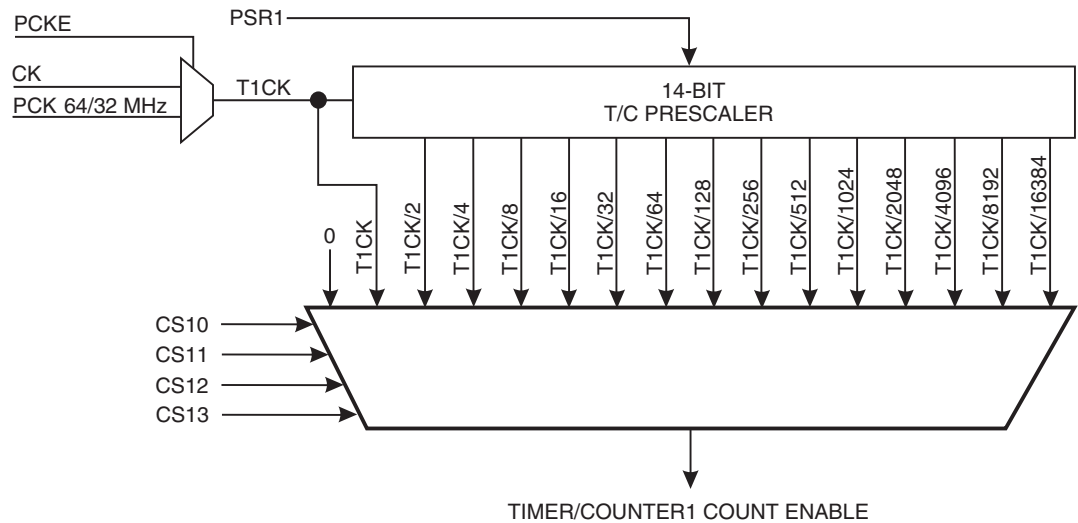 PSR1
PCKE
CK
PCK 64/32 MHz
T1CK
14-BIT
T/C PRESCALER
0
T1CK
T1CK/2
T1CK/4
T1CK/8
T1CK/16
T1CK/32
T1CK/64
T1CK/128
T1CK/256
T1CK/512
T1CK/1024
T1CK/2048
T1CK/4096
T1CK/8192
T1CK/16384
CS10
CS11
CS12
CS13
TIMER/COUNTER1 COUNT ENABLE